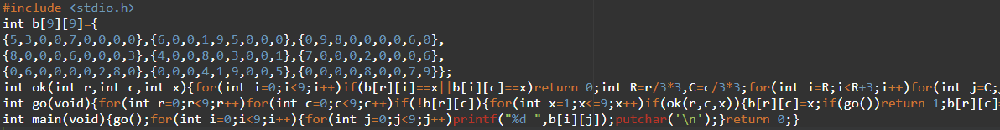 #include <stdio.h>
int b[9][9]={
{5,3,0,0,7,0,0,0,0},{6,0,0,1,9,5,0,0,0},{0,9,8,0,0,0,0,6,0},
{8,0,0,0,6,0,0,0,3},{4,0,0,8,0,3,0,0,1},{7,0,0,0,2,0,0,0,6},
{0,6,0,0,0,0,2,8,0},{0,0,0,4,1,9,0,0,5},{0,0,0,0,8,0,0,7,9}};
int ok(int r,int c,int x){for(int i=0;i<9;i++)if(b[r][i]==x||b[i][c]==x)return 0;int R=r/3*3,C=c/3*3;for(int i=R;i<R+3;i++)for(int j=C;
int go(void){for(int r=0;r<9;r++)for(int c=0;c<9;c++)if(!b[r][c]){for(int x=1;x<=9;x++)if(ok(r,c,x)){b[r][c]=x;if(go())return 1;b[r][c]=
int main(void){go();for(int i=0;i<9;i++){for(int j=0;j<9;j++)printf("%d ",b[i][j]);putchar('\n');}return 0;}